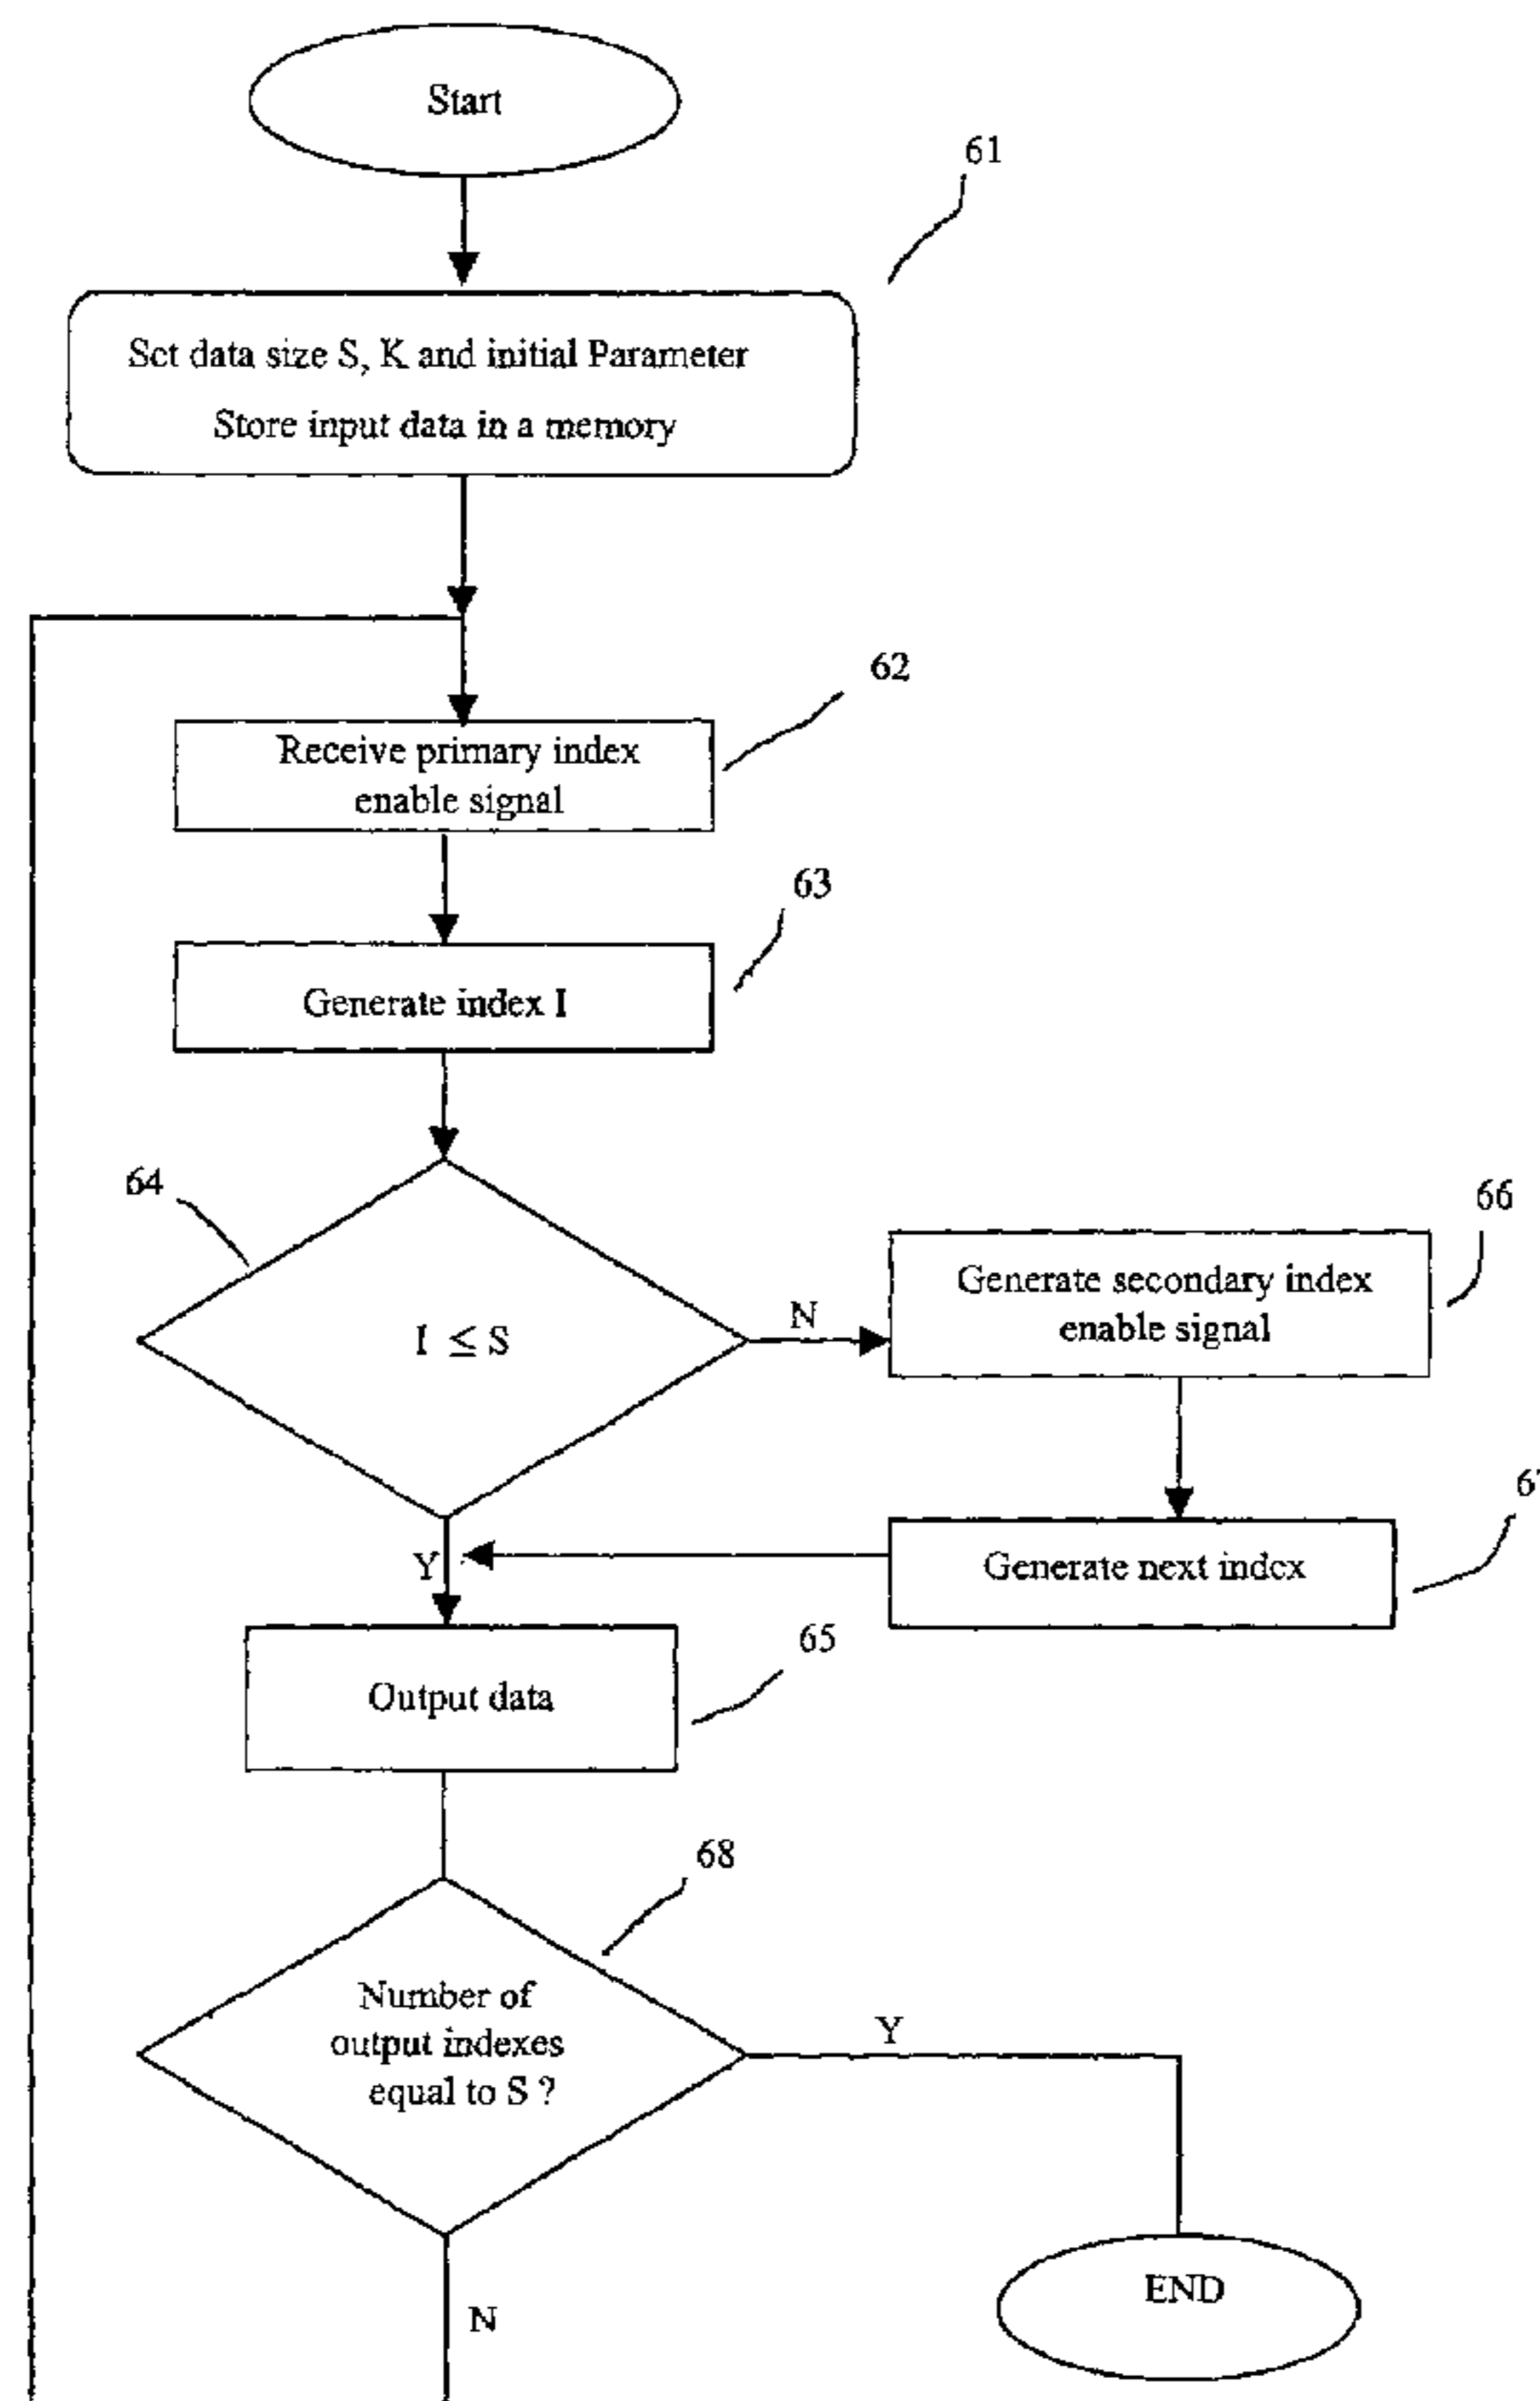 Start
61
Set data size S, K and initial Parameter
Store input data in a memory
62
Receive primary index
enable signal
63
Generate index I
64
I ≤ S
N
66
Generate secondary index
enable signal
Y
Generate next index
65
Output data
68
Number of
output indexes
equal to S ?
Y
N
END